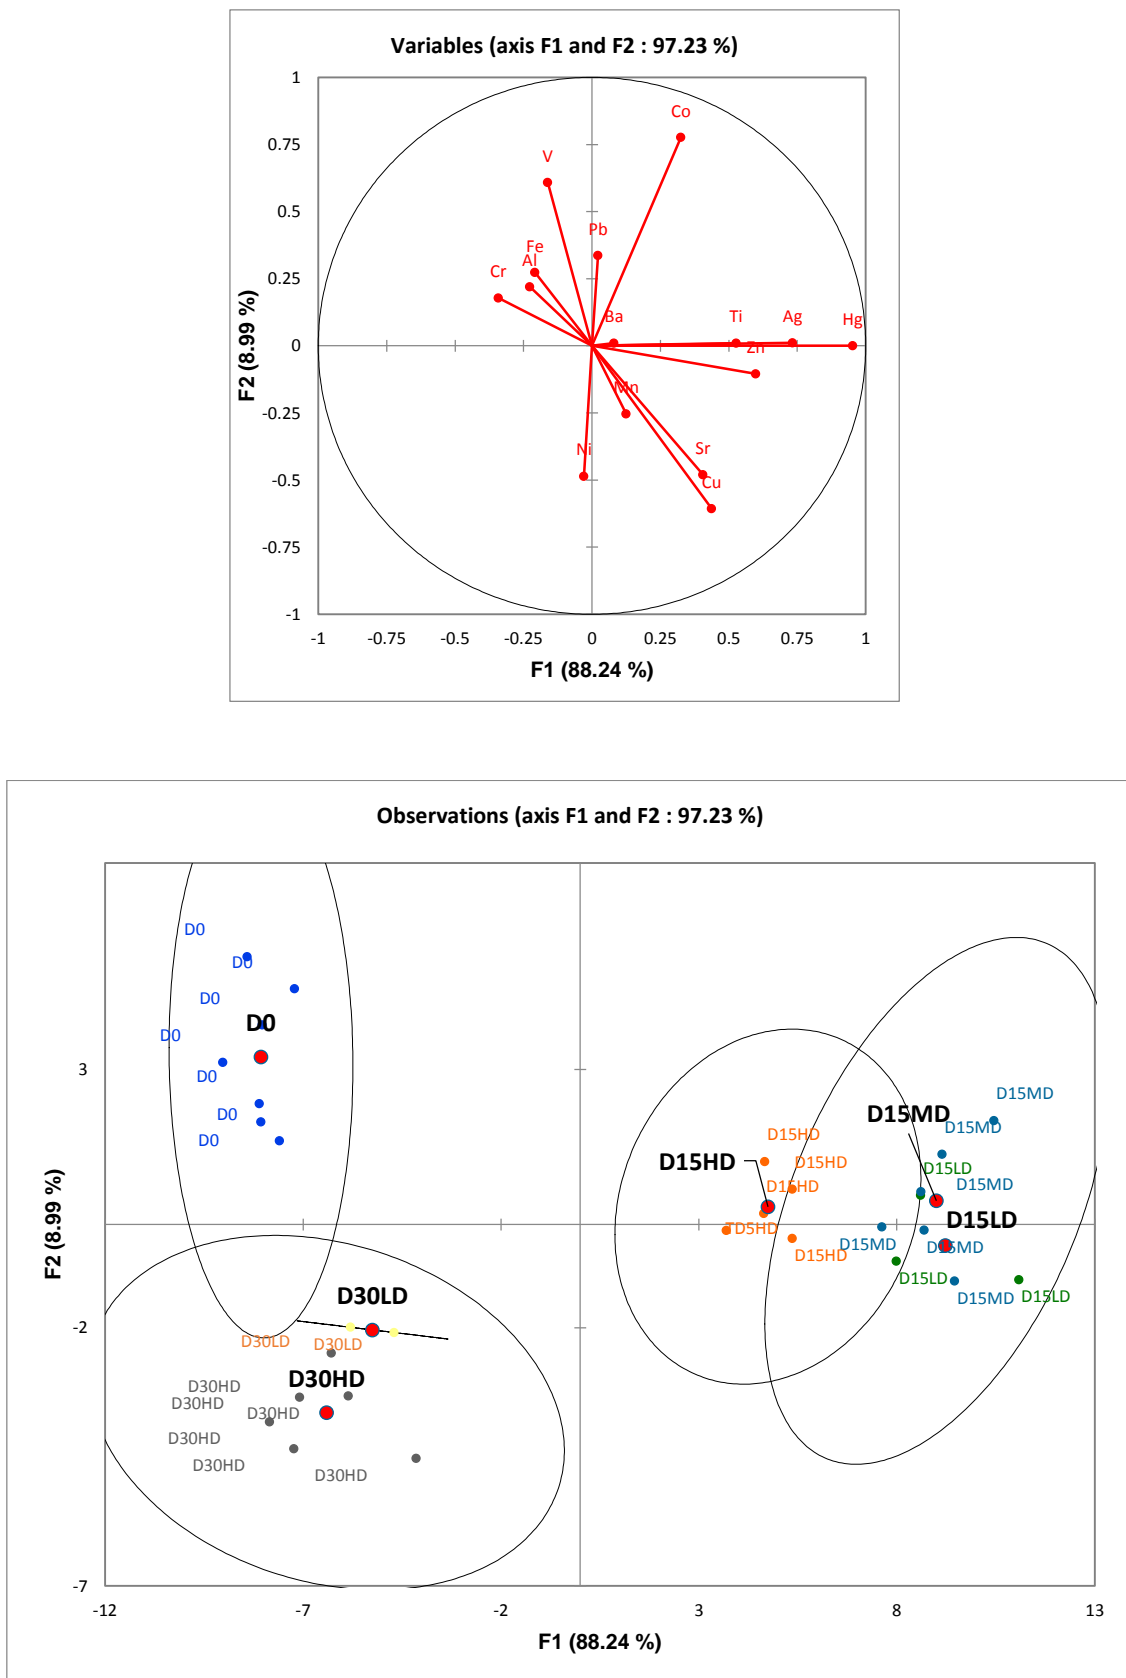 Variables (axis F1 and F2 : 97.23 %)
1
Co
0.75
V
0.5
Pb
Fe
Al
Cr
0.25
Ba
Ti
Ag
Hg
0
Zn
Mn
-0.25
Ni
Sr
-0.5
Cu
-0.75
-1
F2 (8.99 %)
-1 -0.75 -0.5 -0.25 0 0.25 0.5 0.75 1
F1 (88.24 %)
Observations (axis F1 and F2 : 97.23 %)
D0
D0
D0
D0
D0
3
D0
D0
D0
D15MD
D15MD
D15MD
D15HD
D15HD
D15HD
D15LD
D15HD
D15MD
D15LD
D15HD
D15MD
D15MD
D15LD
D15LD
D15MD
D30LD
-2
D30LD
D30LD
D30HD
D30HD
D30HD
D30HD
D30HD
D30HD
D30HD
-7
F2 (8.99 %)
-12 -7 -2 3 8 13
F1 (88.24 %)